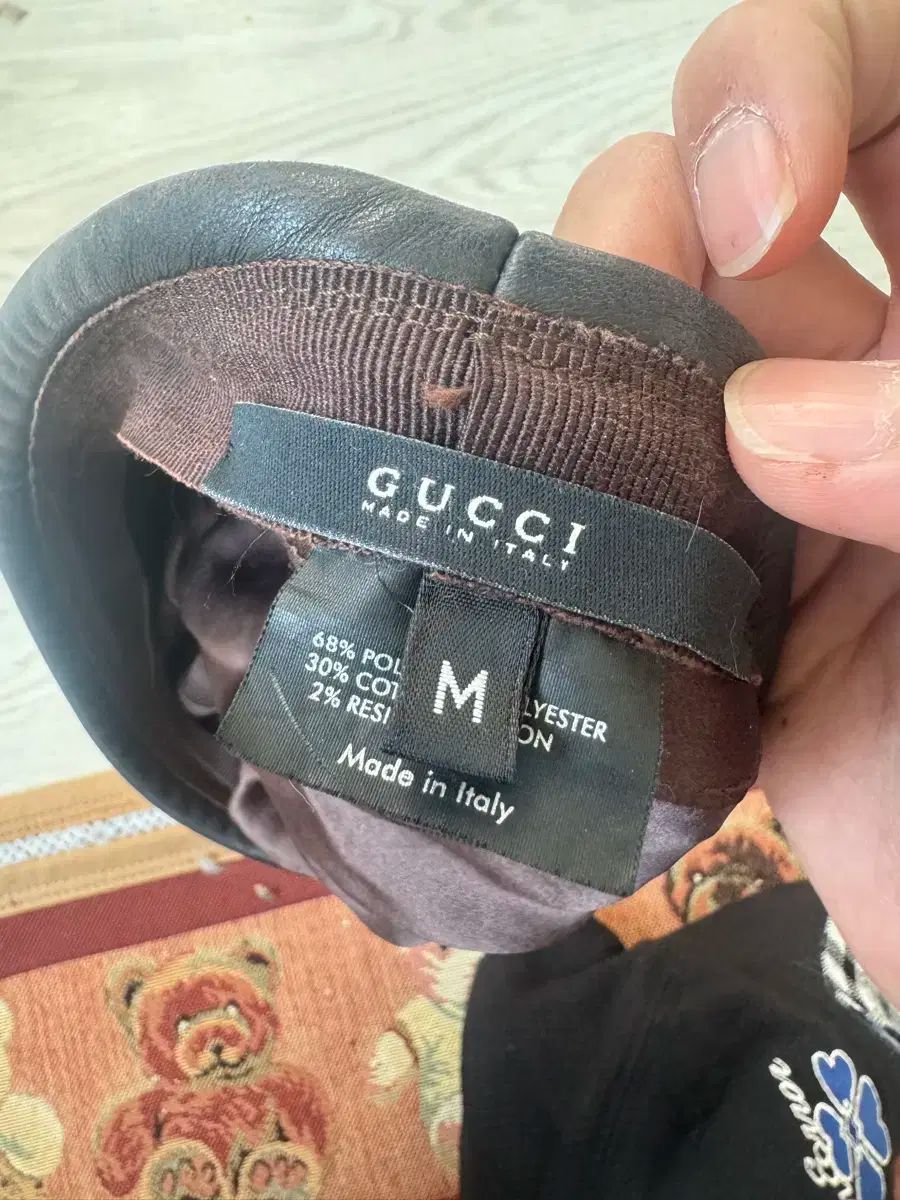 GUCCI
MADE IN ITALY
68% POL
30% COT
2% RESI
M
LYESTER
ON
Made in Italy